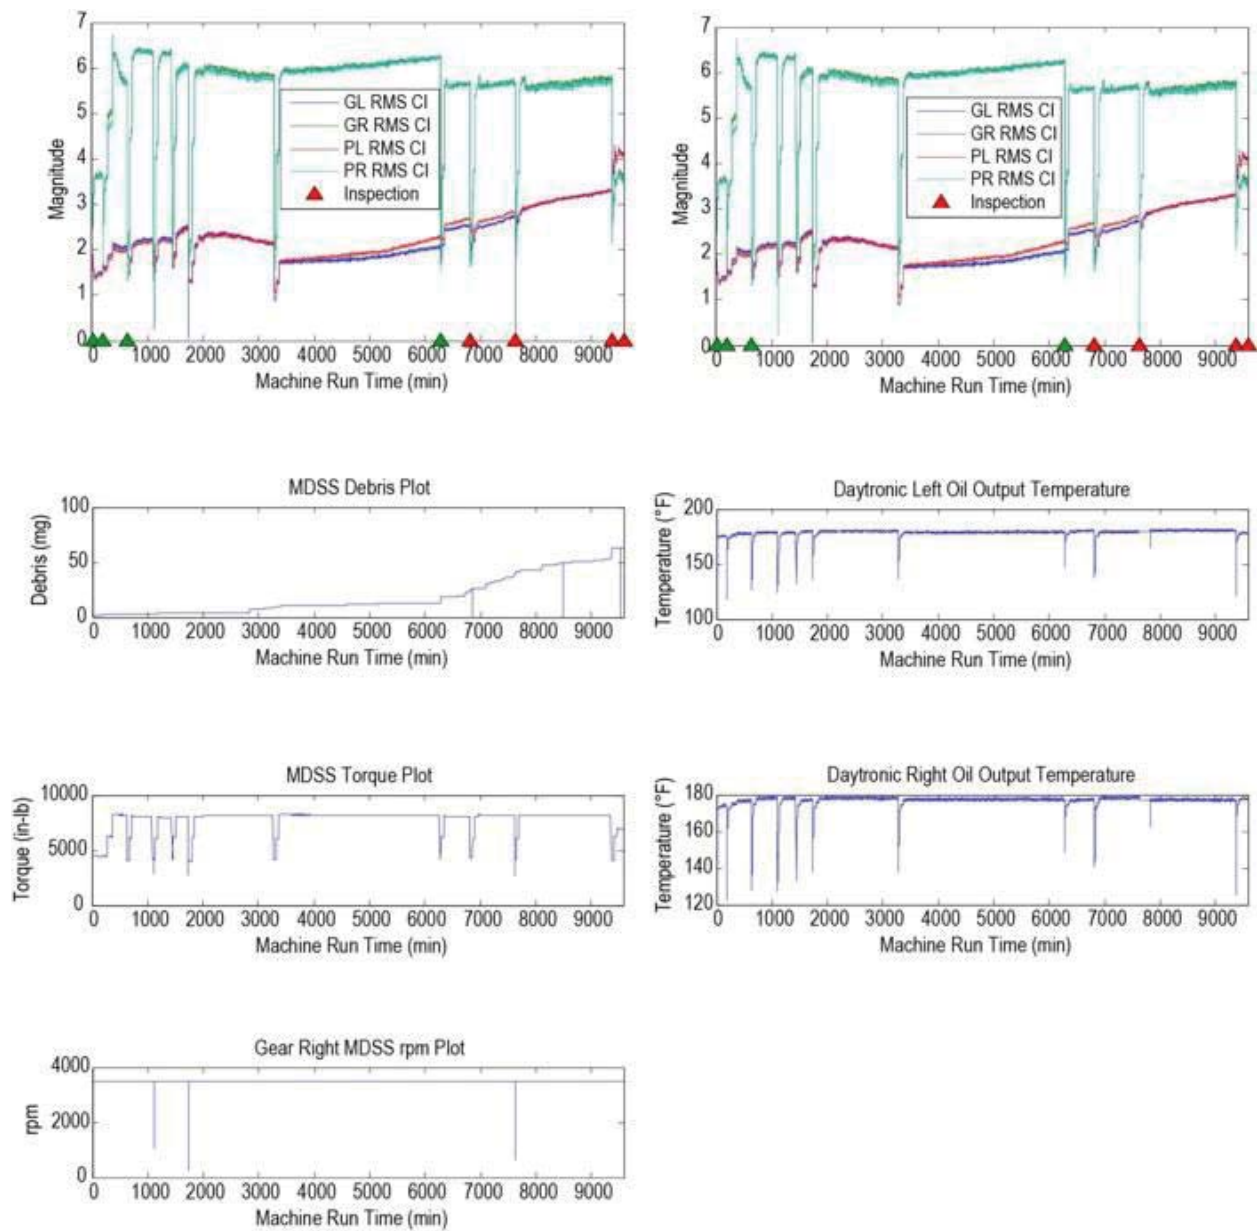 7
6
5
4
3
2
1
0
Magnitude
GL RMS CI
GR RMS CI
PL RMS CI
PR RMS CI
Inspection
0 1000 2000 3000 4000 5000 6000 7000 8000 9000
Machine Run Time (min)
7
6
5
4
3
2
1
0
Magnitude
GL RMS CI
GR RMS CI
PL RMS CI
PR RMS CI
Inspection
0 1000 2000 3000 4000 5000 6000 7000 8000 9000
Machine Run Time (min)
MDSS Debris Plot
100
50
0
Debris (mg)
0 1000 2000 3000 4000 5000 6000 7000 8000 9000
Machine Run Time (min)
Daytronic Left Oil Output Temperature
200
150
100
Temperature (°F)
0 1000 2000 3000 4000 5000 6000 7000 8000 9000
Machine Run Time (min)
MDSS Torque Plot
10000
5000
0
Torque (in-lb)
0 1000 2000 3000 4000 5000 6000 7000 8000 9000
Machine Run Time (min)
Daytronic Right Oil Output Temperature
180
160
140
120
Temperature (°F)
0 1000 2000 3000 4000 5000 6000 7000 8000 9000
Machine Run Time (min)
Gear Right MDSS rpm Plot
4000
2000
0
rpm
0 1000 2000 3000 4000 5000 6000 7000 8000 9000
Machine Run Time (min)